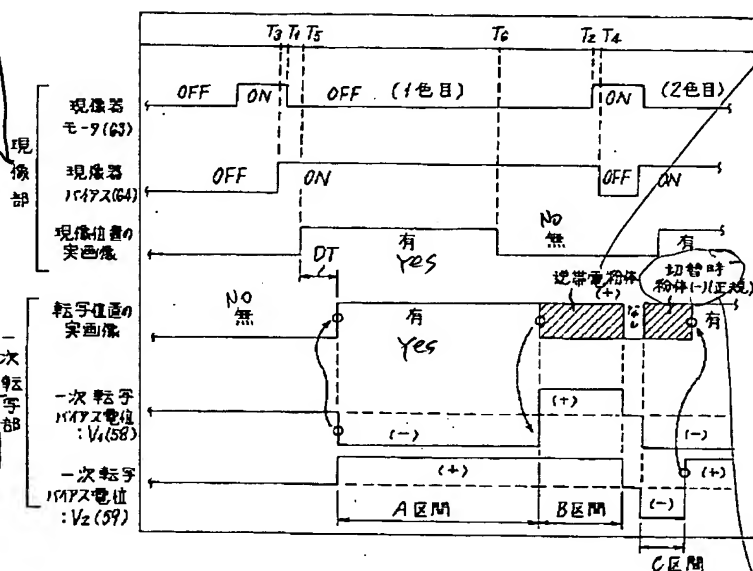 T3 T1 T5 T6 T2 T4
現像部
現像器
モータ(63)
OFF ON OFF (1色目) ON (2色目)
現像器
バイアス(64)
OFF ON OFF ON
現像位置の
実画像
DT
有
Yes
No
無
有
一次転写部
転写位置の
実画像
No
無
有
Yes
逆帯電粉体
(+)
なし
切替時
粉体(-)(正規)
有
一次転写
バイアス電位
:V1(58)
(-) (+) (-)
一次転写
バイアス電位
:V2(59)
(+) (-) (+)
A区間 B区間
C区間